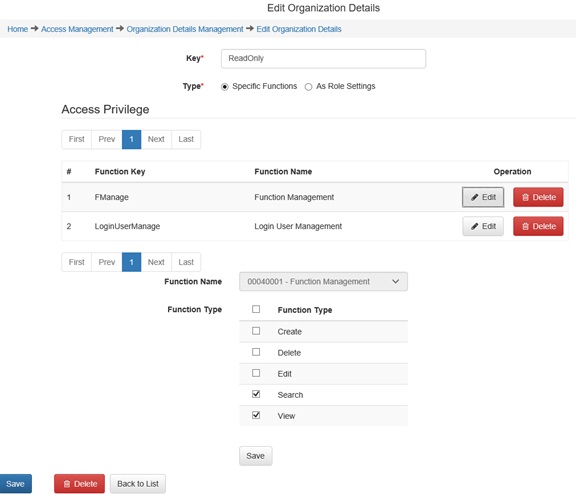 Edit Organization Details
Home → Access Management → Organization Details Management → Edit Organization Details
Key* ReadOnly
Type* Specific Functions As Role Settings
Access Privilege
First Prev 1 Next Last
# Function Key Function Name Operation
1 FManage Function Management Edit Delete
2 LoginUserManage Login User Management Edit Delete
First Prev 1 Next Last
Function Name 00040001 - Function Management
Function Type Function Type
Create
Delete
Edit
Search
View
Save
Save Delete Back to List